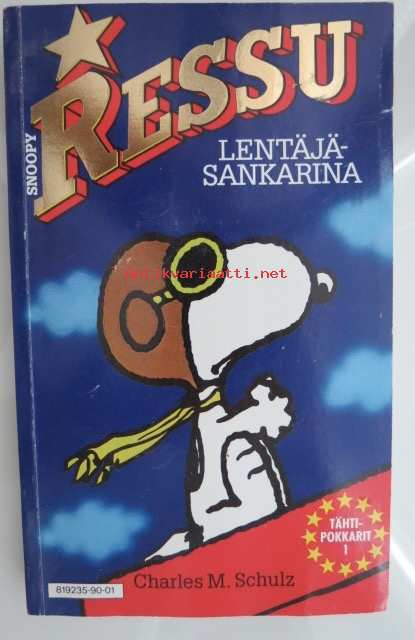 SNOOPY
RESSU
LENTÄJÄ-
SANKARINA
antikvariaatti.net
TÄHTI-
POKKARIT
1
Charles M. Schulz
819235-90-01